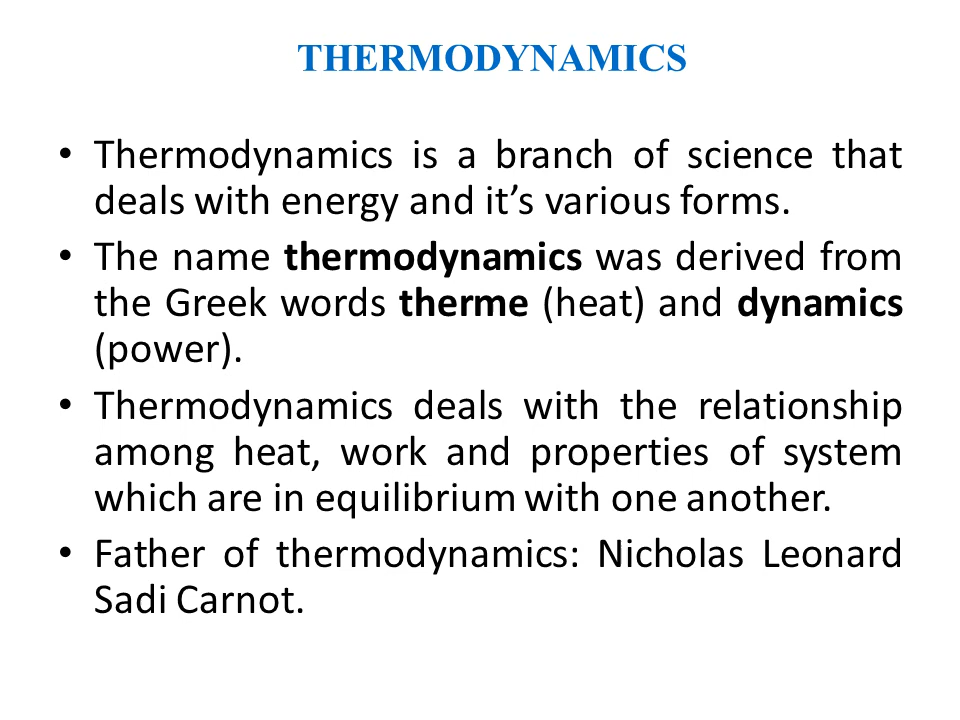 THERMODYNAMICS
• Thermodynamics is a branch of science that
deals with energy and it’s various forms.
• The name thermodynamics was derived from
the Greek words therme (heat) and dynamics
(power).
• Thermodynamics deals with the relationship
among heat, work and properties of system
which are in equilibrium with one another.
• Father of thermodynamics: Nicholas Leonard
Sadi Carnot.